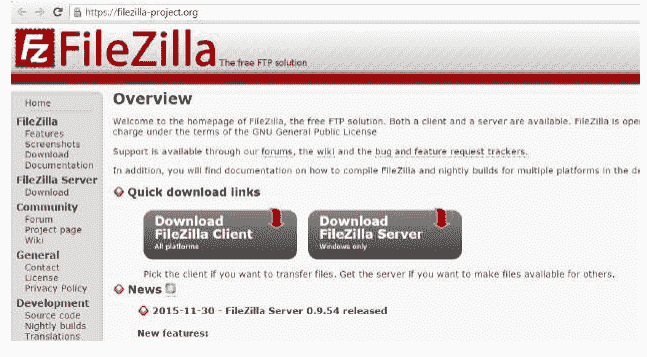 https://filezilla-project.org
FZ FileZilla The free FTP solution
Home
FileZilla
Features
Screenshots
Download
Documentation
FileZilla Server
Download
Community
Forum
Project page
Wiki
General
Contact
License
Privacy Policy
Development
Source code
Nightly builds
Translations
Overview
Welcome to the homepage of FileZilla, the free FTP solution. Both a client and a server are available. FileZilla is ope
charge under the terms of the GNU General Public License
Support is available through our forums, the wiki and the bug and feature request trackers.
In addition, you will find documentation on how to compile FileZilla and nightly builds for multiple platforms in the de
Quick download links
Download
FileZilla Client
All platforms
Download
FileZilla Server
Windows only
Pick the client if you want to transfer files. Get the server if you want to make files available for others.
News
2015-11-30 - FileZilla Server 0.9.54 released
New features: